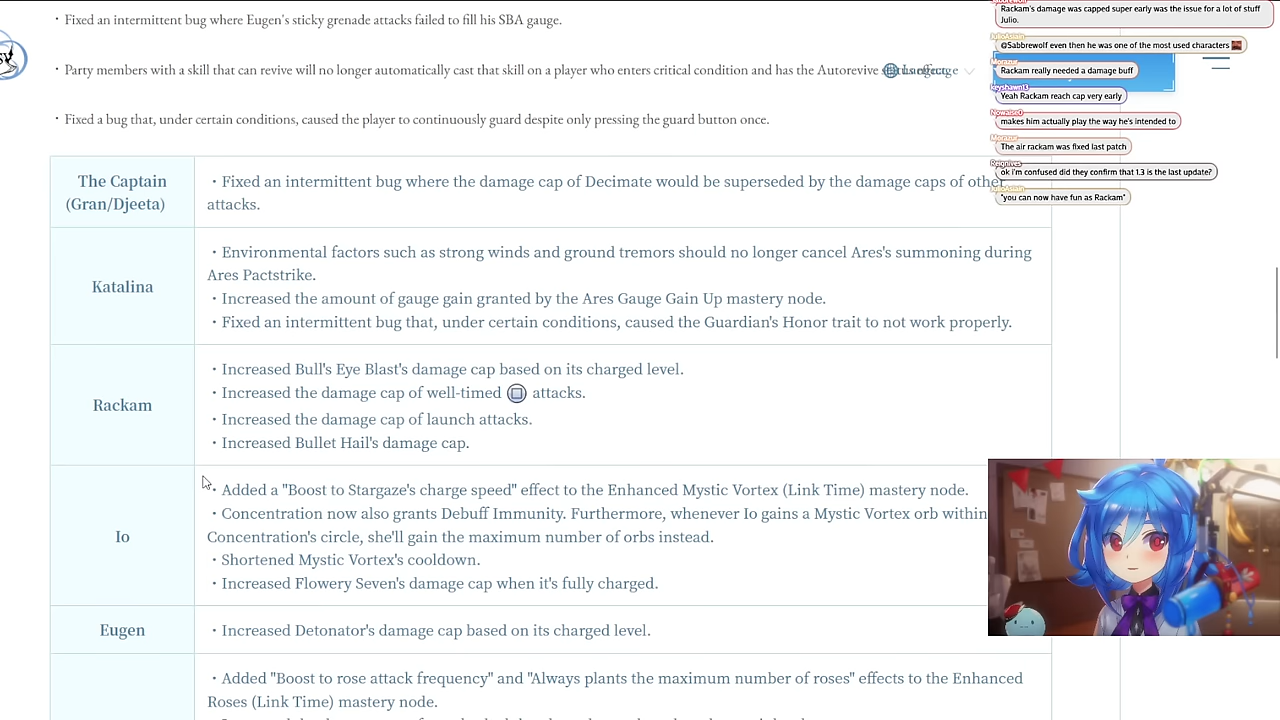 ・Fixed an intermittent bug where Eugen's sticky grenade attacks failed to fill his SBA gauge.
・Party members with a skill that can revive will no longer automatically cast that skill on a player who enters critical condition and has the Autorevive
・Fixed a bug that, under certain conditions, caused the player to continuously guard despite only pressing the guard button once.
The Captain
(Gran/Djeeta)
・Fixed an intermittent bug where the damage cap of Decimate would be superseded by the damage caps of other
attacks.
Katalina
・Environmental factors such as strong winds and ground tremors should no longer cancel Ares's summoning during
Ares Pactstrike.
・Increased the amount of gauge gain granted by the Ares Gauge Gain Up mastery node.
・Fixed an intermittent bug that, under certain conditions, caused the Guardian's Honor trait to not work properly.
Rackam
・Increased Bull's Eye Blast's damage cap based on its charged level.
・Increased the damage cap of well-timed attacks.
・Increased the damage cap of launch attacks.
・Increased Bullet Hail's damage cap.
Io
・Added a "Boost to Stargaze's charge speed" effect to the Enhanced Mystic Vortex (Link Time) mastery node.
・Concentration now also grants Debuff Immunity. Furthermore, whenever Io gains a Mystic Vortex orb within
Concentration's circle, she'll gain the maximum number of orbs instead.
・Shortened Mystic Vortex's cooldown.
・Increased Flowery Seven's damage cap when it's fully charged.
Eugen
・Increased Detonator's damage cap based on its charged level.
・Added "Boost to rose attack frequency" and "Always plants the maximum number of roses" effects to the Enhanced
Roses (Link Time) mastery node.
Rackam's damage was capped super early was the issue for a lot of stuff
Julio.
@Sabbrewolf even then he was one of the most used characters
Rackam really needed a damage buff
keyshawn13
Yeah Rackam reach cap very early
makes him actually play the way he's intended to
The air rackam was fixed last patch
Reignives
ok i'm confused did they confirm that 1.3 is the last update?
"you can now have fun as Rackam"